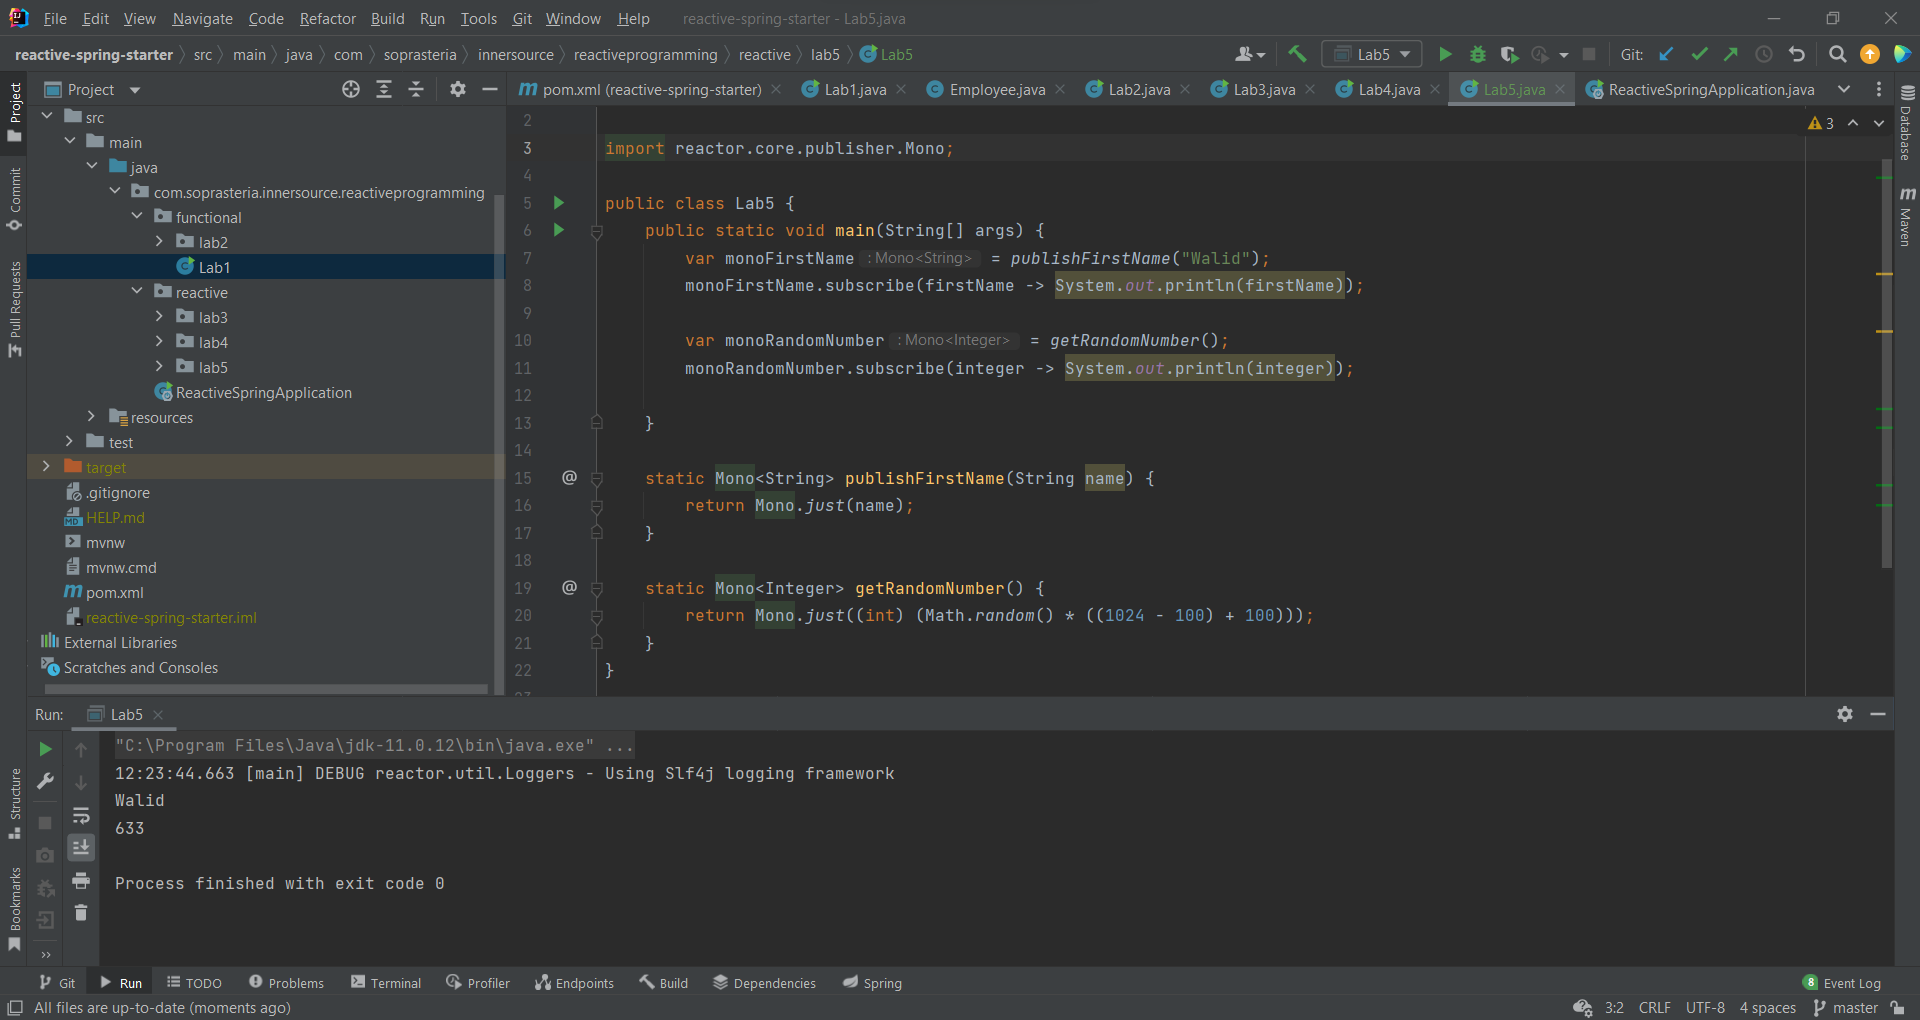 File Edit View Navigate Code Refactor Build Run Tools Git Window Help reactive-spring-starter - Lab5.java
reactive-spring-starter src main java com soprasteria innersource reactiveprogramming reactive lab5 Lab5 Lab5 Git:
Project
pom.xml (reactive-spring-starter) Lab1.java Employee.java Lab2.java Lab3.java Lab4.java Lab5.java ReactiveSpringApplication.java
Project
Commit
Pull Requests
Structure
Bookmarks
Database
Maven
src
main
java
com.soprasteria.innersource.reactiveprogramming
functional
lab2
Lab1
reactive
lab3
lab4
lab5
ReactiveSpringApplication
resources
test
target
.gitignore
HELP.md
mvnw
mvnw.cmd
pom.xml
reactive-spring-starter.iml
External Libraries
Scratches and Consoles
3
2
3 import reactor.core.publisher.Mono;
4
5 public class Lab5 {
6 public static void main(String[] args) {
7 var monoFirstName : Mono<String> = publishFirstName("Walid");
8 monoFirstName.subscribe(firstName -> System.out.println(firstName));
9
10 var monoRandomNumber : Mono<Integer> = getRandomNumber();
11 monoRandomNumber.subscribe(integer -> System.out.println(integer));
12
13 }
14
15 @ static Mono<String> publishFirstName(String name) {
16 return Mono.just(name);
17 }
18
19 @ static Mono<Integer> getRandomNumber() {
20 return Mono.just((int) (Math.random() * ((1024 - 100) + 100)));
21 }
22 }
23
Run: Lab5
"C:\Program Files\Java\jdk-11.0.12\bin\java.exe" ...
12:23:44.663 [main] DEBUG reactor.util.Loggers - Using Slf4j logging framework
Walid
633
Process finished with exit code 0
Git Run TODO Problems Terminal Profiler Endpoints Build Dependencies Spring 8 Event Log
All files are up-to-date (moments ago) 3:2 CRLF UTF-8 4 spaces master